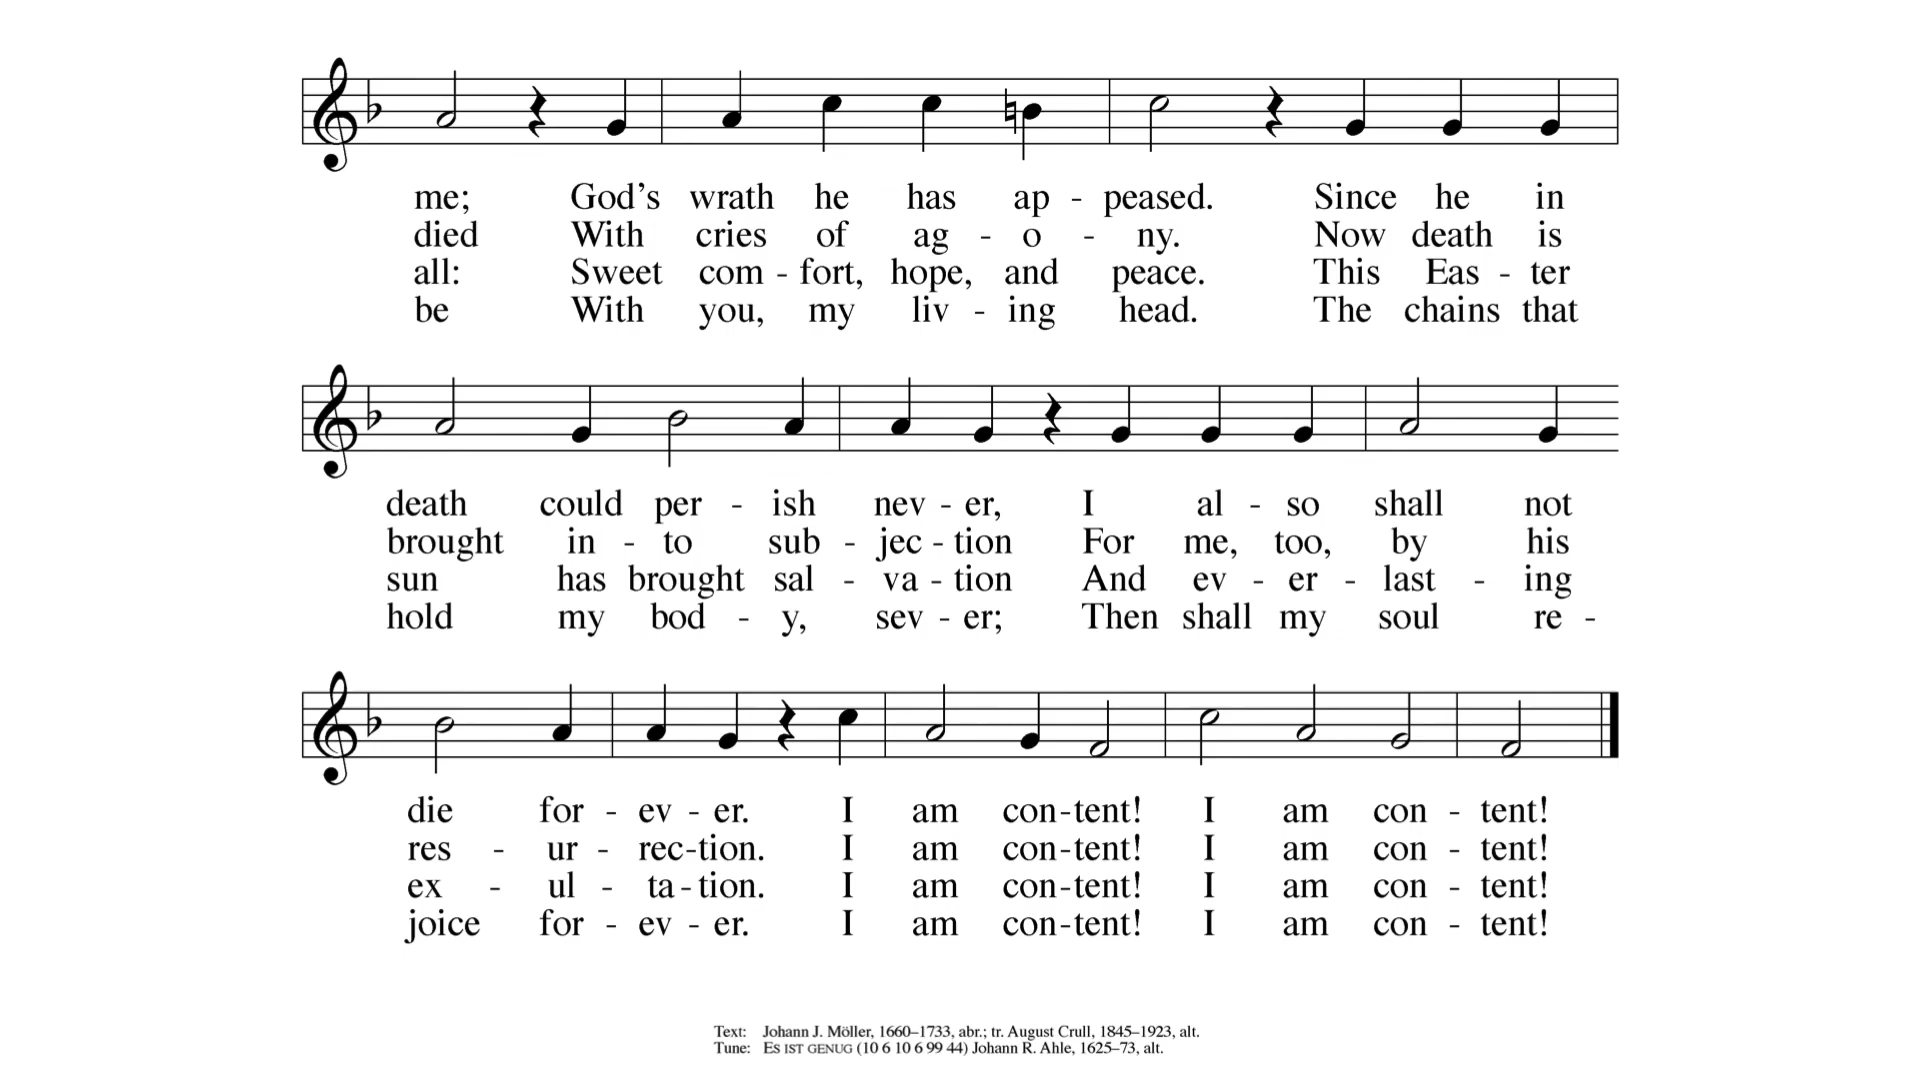 me; God’s wrath he has ap - peased. Since he in
died With cries of ag - o - ny. Now death is
all: Sweet com - fort, hope, and peace. This Eas - ter
be With you, my liv - ing head. The chains that
death could per - ish nev - er, I al - so shall not
brought in - to sub - jec - tion For me, too, by his
sun has brought sal - va - tion And ev - er - last - ing
hold my bod - y, sev - er; Then shall my soul re -
die for - ev - er. I am con-tent! I am con - tent!
res - ur - rec-tion. I am con-tent! I am con - tent!
ex - ul - ta-tion. I am con-tent! I am con - tent!
joice for - ev - er. I am con-tent! I am con - tent!
Text: Johann J. Möller, 1660–1733, abr.; tr. August Crull, 1845–1923, alt.
Tune: ES IST GENUG (10 6 10 6 99 44) Johann R. Ahle, 1625–73, alt.